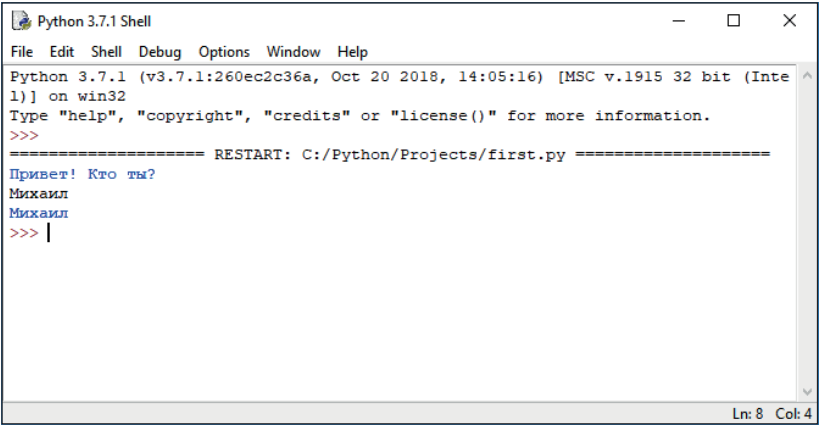 Python 3.7.1 Shell
File Edit Shell Debug Options Window Help
Python 3.7.1 (v3.7.1:260ec2c36a, Oct 20 2018, 14:05:16) [MSC v.1915 32 bit (Inte
l)] on win32
Type "help", "copyright", "credits" or "license()" for more information.
>>>
==================== RESTART: C:/Python/Projects/first.py ====================
Привет! Кто ты?
Михаил
Михаил
>>>
Ln: 8 Col: 4